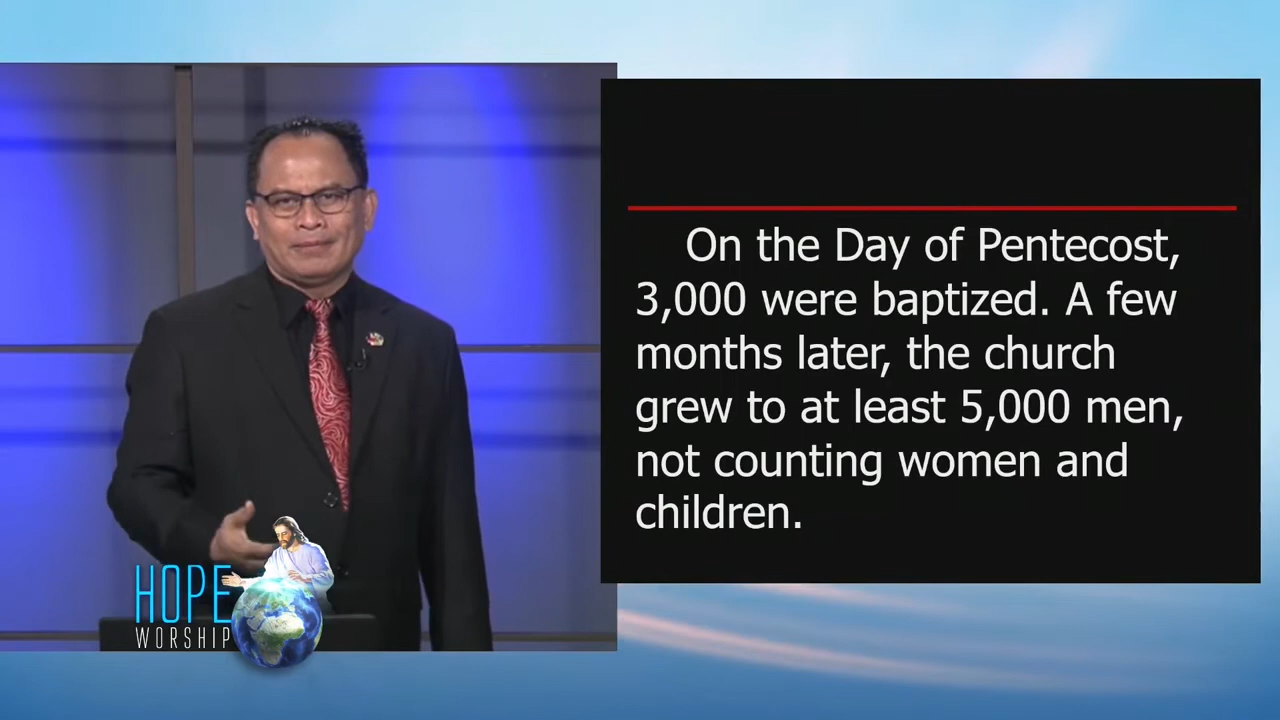 On the Day of Pentecost,
3,000 were baptized. A few
months later, the church
grew to at least 5,000 men,
not counting women and
children.
HOPE
WORSHIP